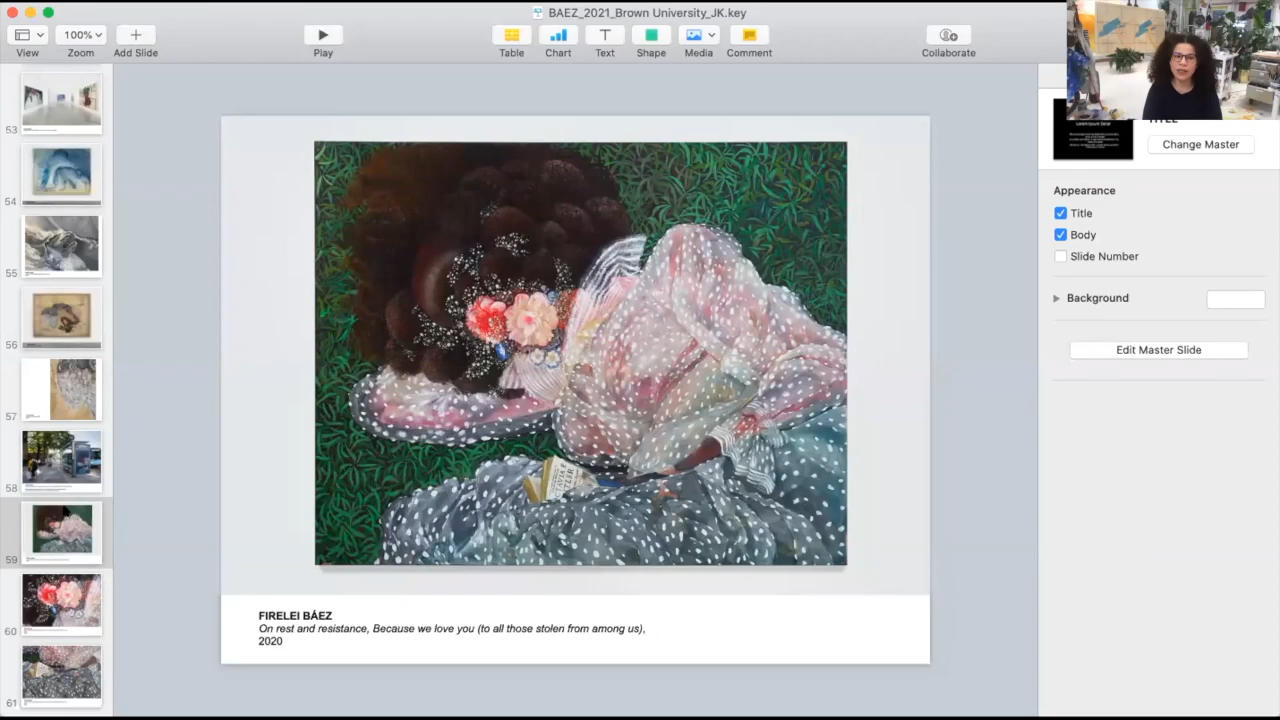 BAEZ_2021_Brown University_JK.key
100%
View
Zoom
Add Slide
Play
Table
Chart
Text
Shape
Media
Comment
Collaborate
53
54
55
56
57
58
59
60
61
Change Master
Appearance
Title
Body
Slide Number
Background
Edit Master Slide
FIRELEI BÁEZ
On rest and resistance, Because we love you (to all those stolen from among us),
2020